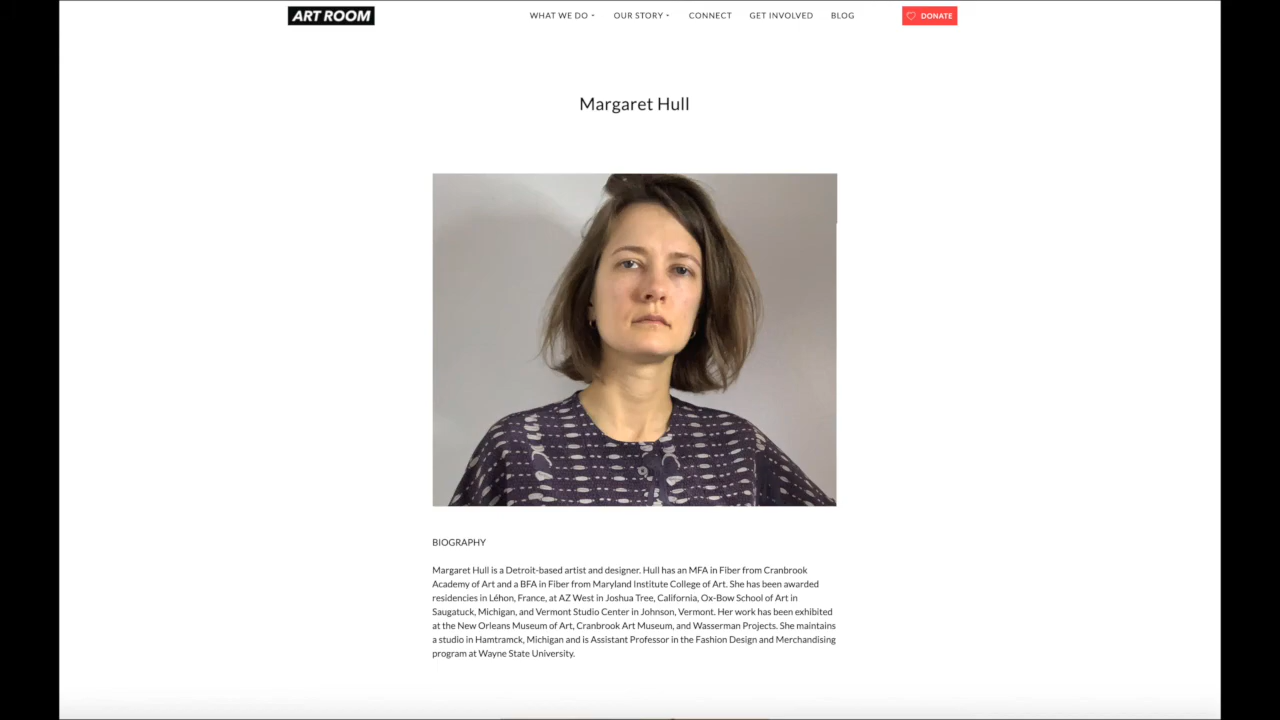 ART ROOM
WHAT WE DO
OUR STORY
CONNECT
GET INVOLVED
BLOG
DONATE
Margaret Hull
BIOGRAPHY
Margaret Hull is a Detroit-based artist and designer. Hull has an MFA in Fiber from Cranbrook
Academy of Art and a BFA in Fiber from Maryland Institute College of Art. She has been awarded
residencies in Léhon, France, at AZ West in Joshua Tree, California, Ox-Bow School of Art in
Saugatuck, Michigan, and Vermont Studio Center in Johnson, Vermont. Her work has been exhibited
at the New Orleans Museum of Art, Cranbrook Art Museum, and Wasserman Projects. She maintains
a studio in Hamtramck, Michigan and is Assistant Professor in the Fashion Design and Merchandising
program at Wayne State University.